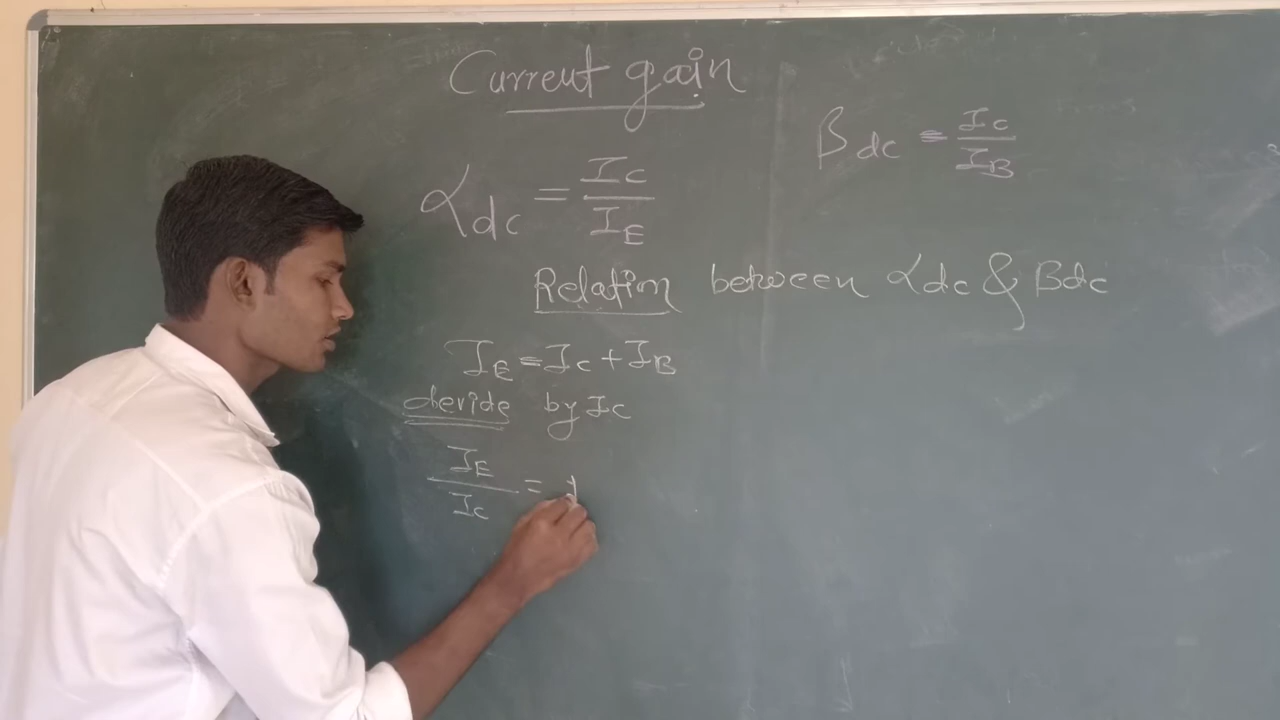 Current gain
αdc = Ic / IE
βdc = Ic / IB
Relation between αdc & Bdc
IE = Ic + IB
devide by Ic
IE / Ic = 1